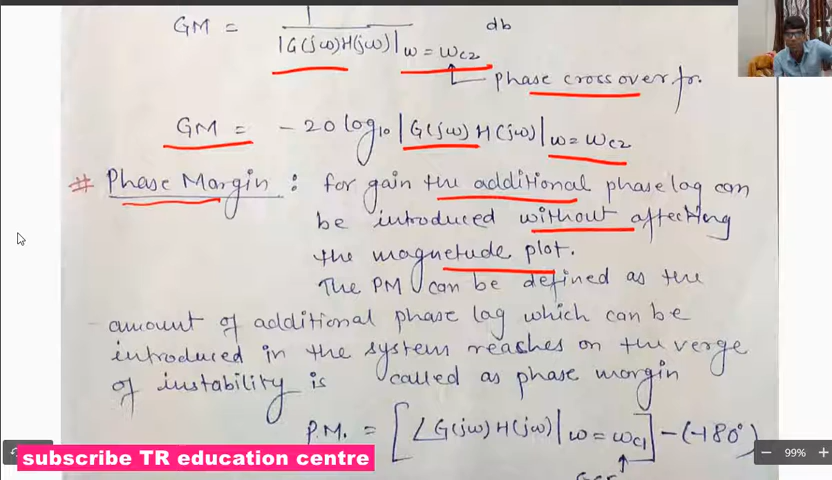 GM = 1 db
|G(jω)H(jω)| ω = ωc2
phase crossover fr.
GM = -20 log10 |G(jω) H(jω)| ω = ωc2
# Phase Margin : for gain the additional phase lag can
be introduced without affecting
the magnetude plot.
The PM can be defined as the
amount of additional phase lag which can be
introduced in the system reaches on the verge
of instability is called as phase morgin
P.M. = [∠G(jω) H(jω)| ω = ωc1] - (-180°)
subscribe TR education centre
99%